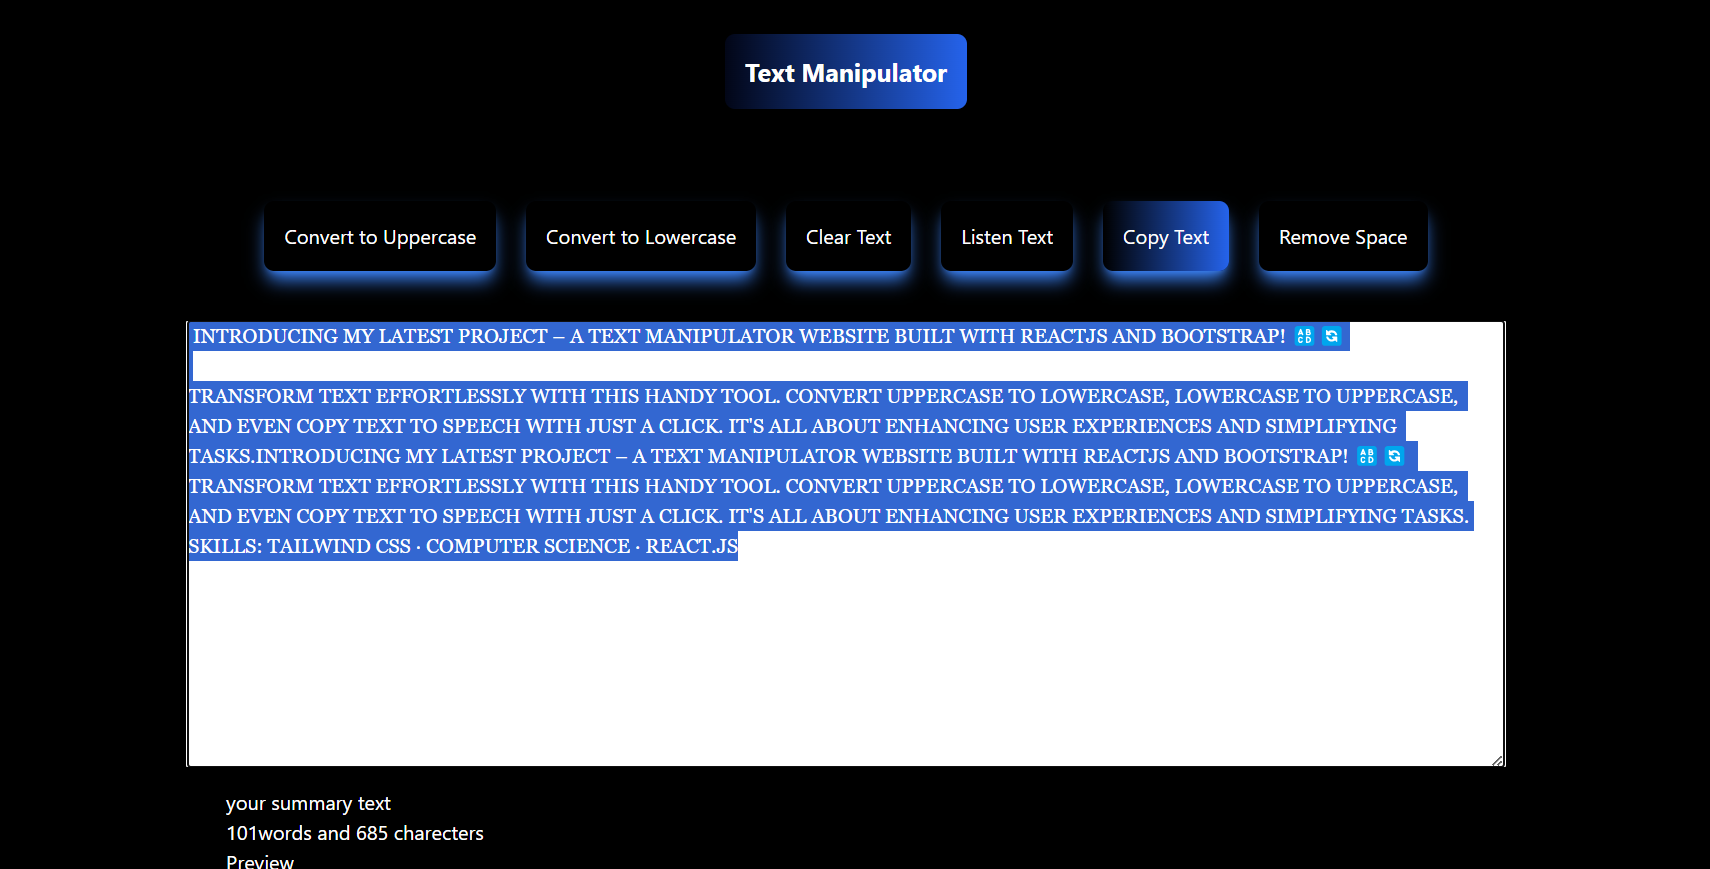 Text Manipulator
Convert to Uppercase Convert to Lowercase Clear Text Listen Text Copy Text Remove Space
INTRODUCING MY LATEST PROJECT – A TEXT MANIPULATOR WEBSITE BUILT WITH REACTJS AND BOOTSTRAP! 🔠 🔄
TRANSFORM TEXT EFFORTLESSLY WITH THIS HANDY TOOL. CONVERT UPPERCASE TO LOWERCASE, LOWERCASE TO UPPERCASE,
AND EVEN COPY TEXT TO SPEECH WITH JUST A CLICK. IT'S ALL ABOUT ENHANCING USER EXPERIENCES AND SIMPLIFYING
TASKS.INTRODUCING MY LATEST PROJECT – A TEXT MANIPULATOR WEBSITE BUILT WITH REACTJS AND BOOTSTRAP! 🔠 🔄
TRANSFORM TEXT EFFORTLESSLY WITH THIS HANDY TOOL. CONVERT UPPERCASE TO LOWERCASE, LOWERCASE TO UPPERCASE,
AND EVEN COPY TEXT TO SPEECH WITH JUST A CLICK. IT'S ALL ABOUT ENHANCING USER EXPERIENCES AND SIMPLIFYING TASKS.
SKILLS: TAILWIND CSS · COMPUTER SCIENCE · REACT.JS
your summary text
101words and 685 charecters
Preview